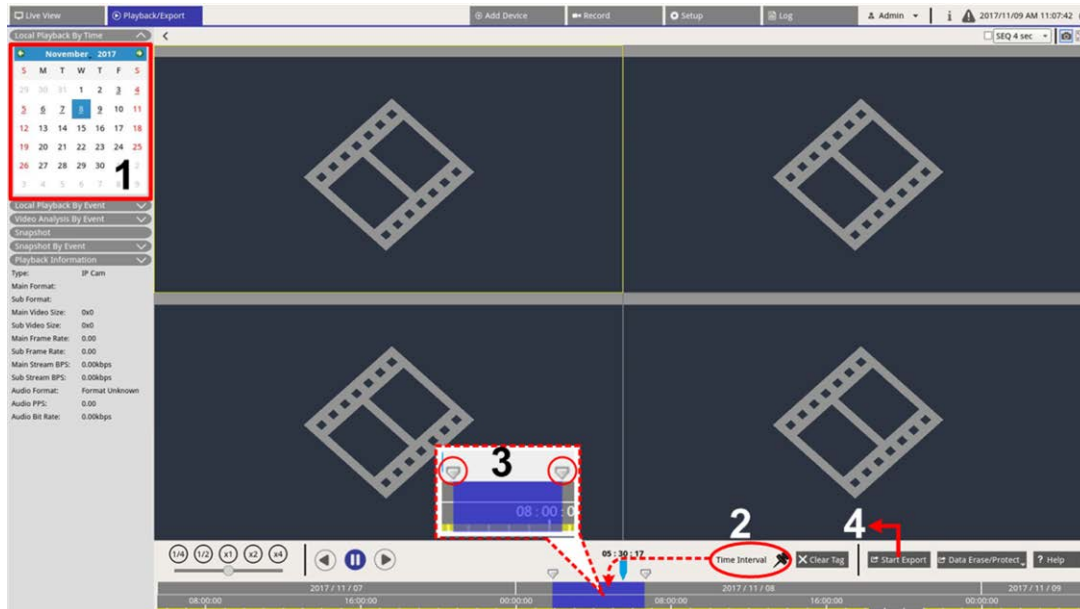 Live View
Playback/Export
Add Device
Record
Setup
Log
Admin
i
2017/11/09 AM 11:07:42
Local Playback By Time
<
SEQ 4 sec
November, 2017
S M T W T F S
29 30 31 1 2 3 4
5 6 7 8 9 10 11
12 13 14 15 16 17 18
19 20 21 22 23 24 25
26 27 28 29 30 2
3 4 5 6 7 8 9
1
Local Playback By Event
Video Analysis By Event
Snapshot
Snapshot By Event
Playback Information
Type: IP Cam
Main Format:
Sub Format:
Main Video Size: 0x0
Sub Video Size: 0x0
Main Frame Rate: 0.00
Sub Frame Rate: 0.00
Main Stream BPS: 0.00kbps
Sub Stream BPS: 0.00kbps
Audio Format: Format Unknown
Audio PPS: 0.00
Audio Bit Rate: 0.00kbps
3
08 : 00 : 0
2
4
1/4 1/2 x1 x2 x4
05 : 30 : 17
Time Interval
Clear Tag
Start Export
Data Erase/Protect
? Help
2017 / 11 / 07
2017 / 11 / 08
2017 / 11 / 09
08:00:00
16:00:00
00:00:00
08:00:00
16:00:00
00:00:00